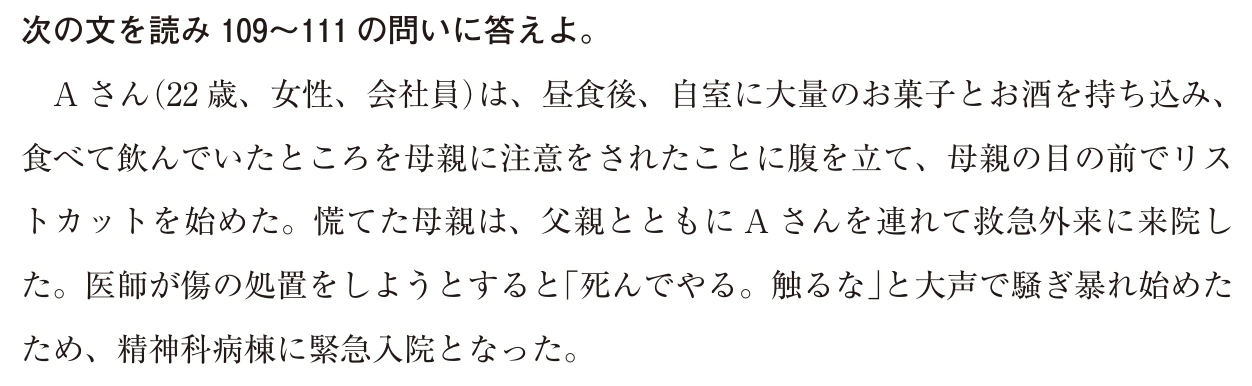 次の文を読み 109〜111 の問いに答えよ。
A さん(22 歳、女性、会社員)は、昼食後、自室に大量のお菓子とお酒を持ち込み、
食べて飲んでいたところを母親に注意をされたことに腹を立て、母親の目の前でリス
トカットを始めた。慌てた母親は、父親とともに A さんを連れて救急外来に来院し
た。医師が傷の処置をしようとすると「死んでやる。触るな」と大声で騒ぎ暴れ始めた
ため、精神科病棟に緊急入院となった。